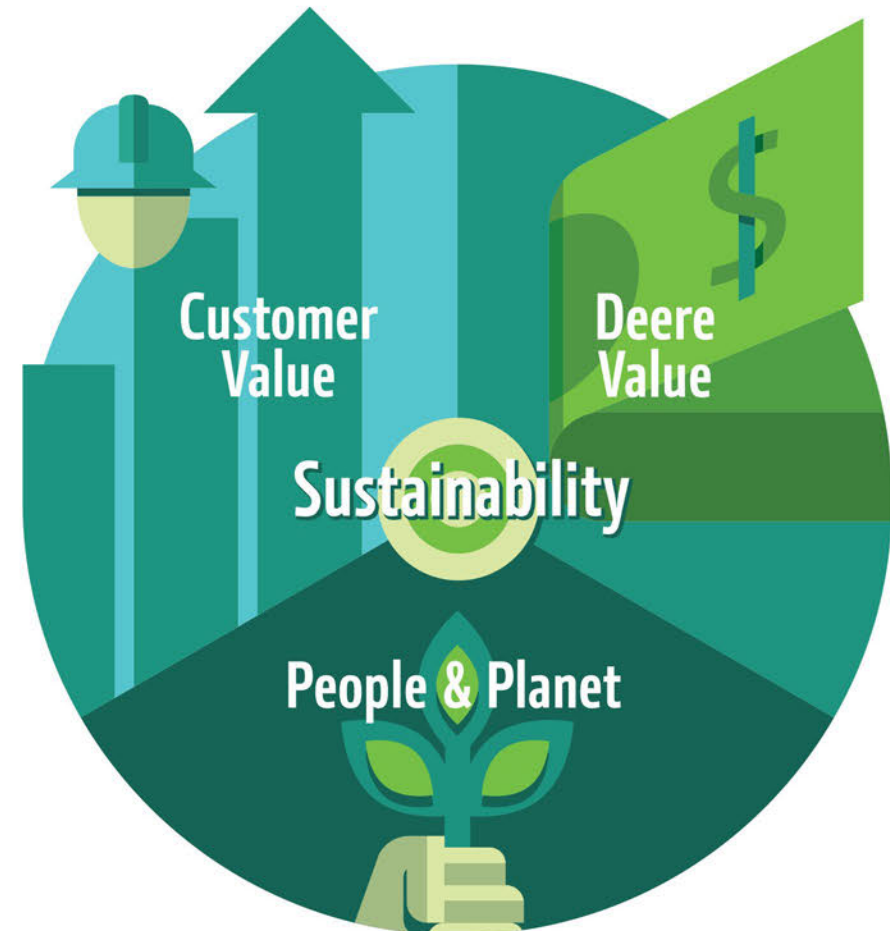 Customer
Value
Deere
Value
$
Sustainability
People & Planet